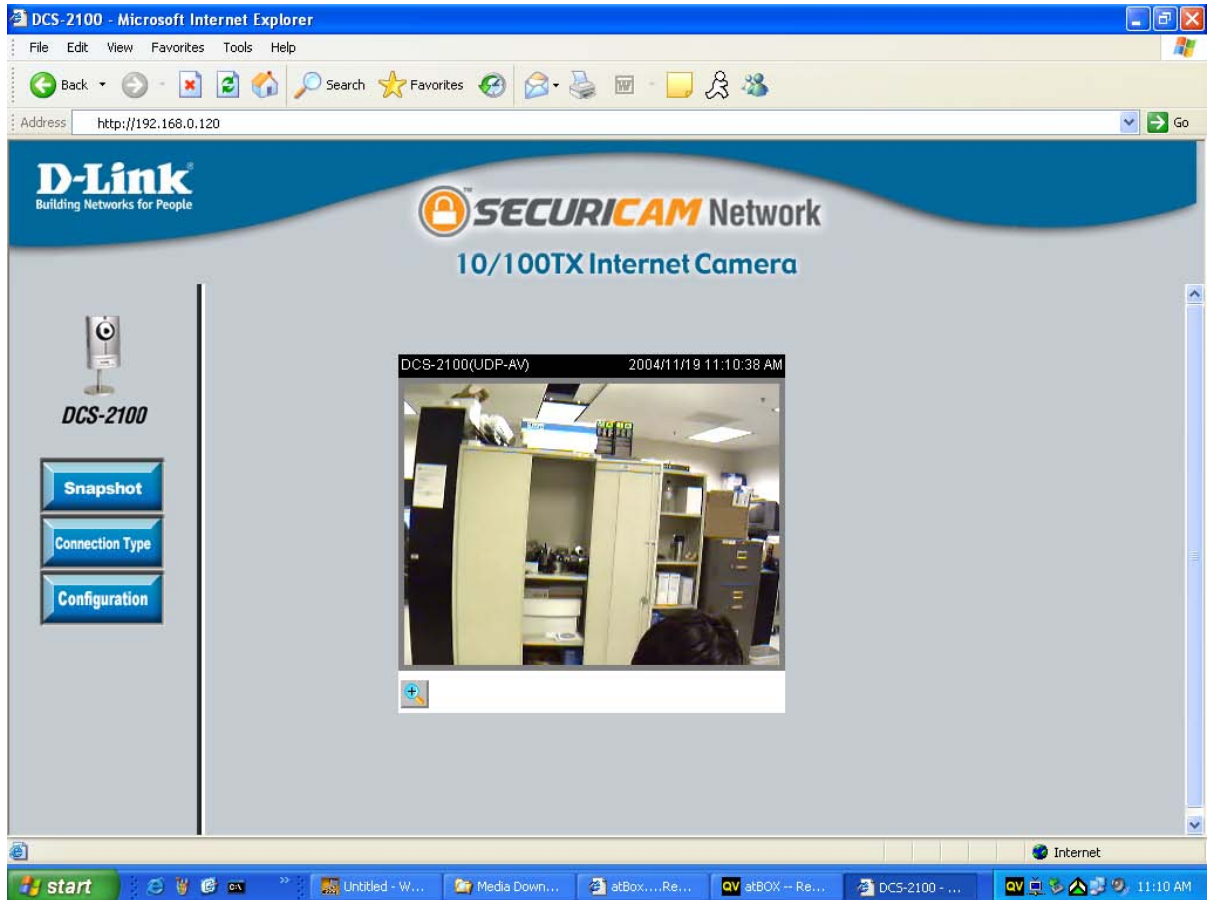 DCS-2100 - Microsoft Internet Explorer
File Edit View Favorites Tools Help
Back Search Favorites
Address http://192.168.0.120 Go
D-Link®
Building Networks for People
SECURICAM™ Network
10/100TX Internet Camera
DCS-2100
Snapshot
Connection Type
Configuration
DCS-2100(UDP-AV) 2004/11/19 11:10:38 AM
Internet
start Untitled - W... Media Down... atBox....Re... QV atBOX -- Re... DCS-2100 - ... QV 11:10 AM